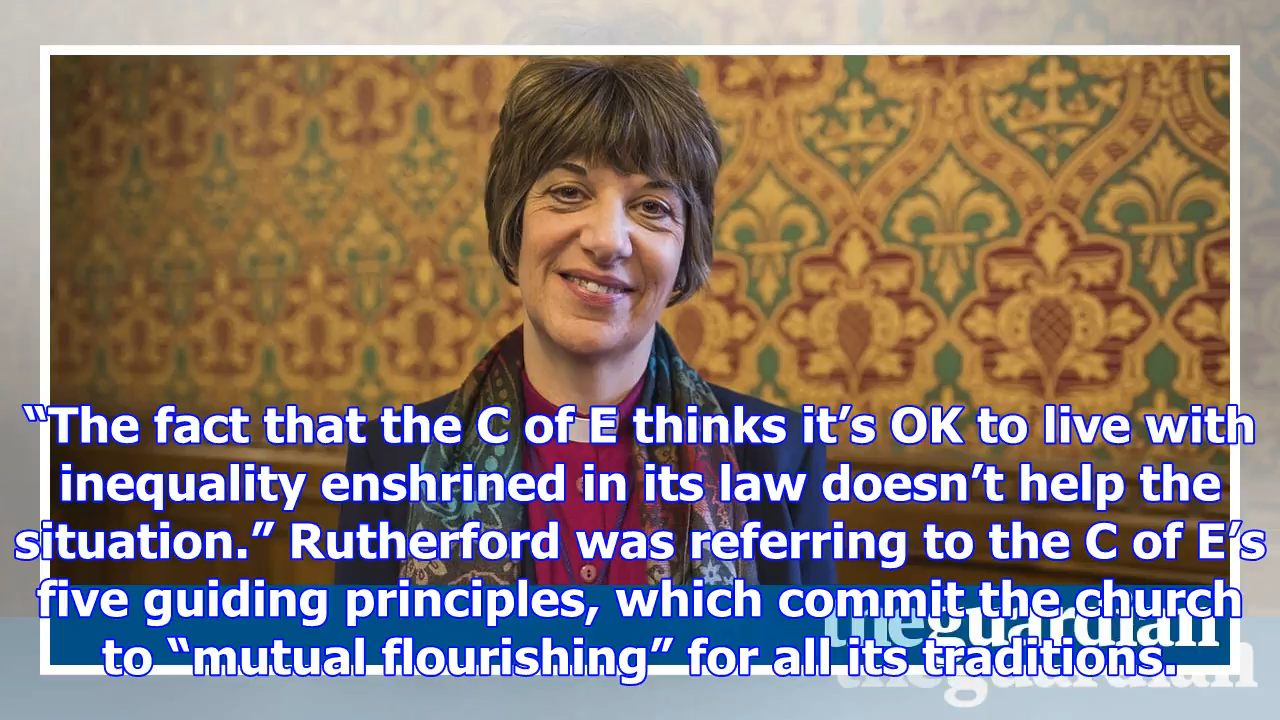 “The fact that the C of E thinks it’s OK to live with
inequality enshrined in its law doesn’t help the
situation.” Rutherford was referring to the C of E’s
five guiding principles, which commit the church
to “mutual flourishing” for all its traditions.
theguardian
theguardian